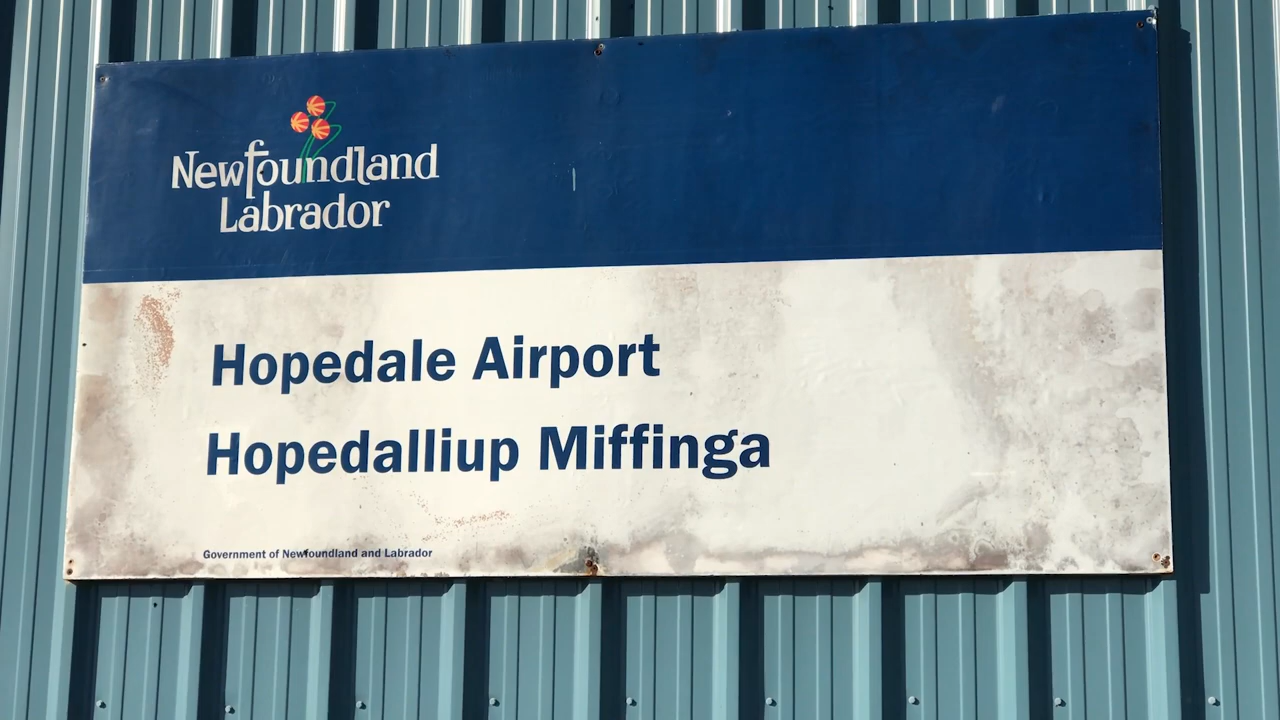 Newfoundland
Labrador
Hopedale Airport
Hopedalliup Miffinga
Government of Newfoundland and Labrador